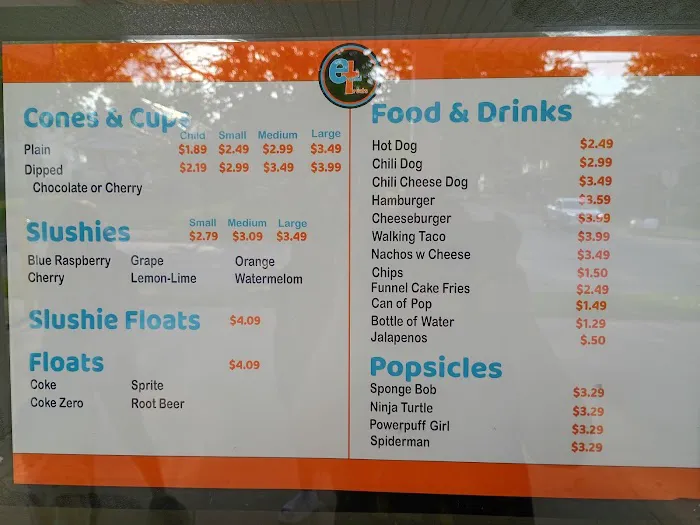 et
Cones & Cups
Child Small Medium Large
Plain $1.89 $2.49 $2.99 $3.49
Dipped $2.19 $2.99 $3.49 $3.99
Chocolate or Cherry
Slushies
Small Medium Large
$2.79 $3.09 $3.49
Blue Raspberry Grape Orange
Cherry Lemon-Lime Watermelom
Slushie Floats $4.09
Floats $4.09
Coke Sprite
Coke Zero Root Beer
Food & Drinks
Hot Dog $2.49
Chili Dog $2.99
Chili Cheese Dog $3.49
Hamburger $3.59
Cheeseburger
Walking Taco $3.99
Nachos w Cheese $3.49
Chips $1.50
Funnel Cake Fries $2.49
Can of Pop $1.49
Bottle of Water $1.29
Jalapenos $.50
Popsicles
Sponge Bob $3.29
Ninja Turtle $3.29
Powerpuff Girl $3.29
Spiderman $3.29